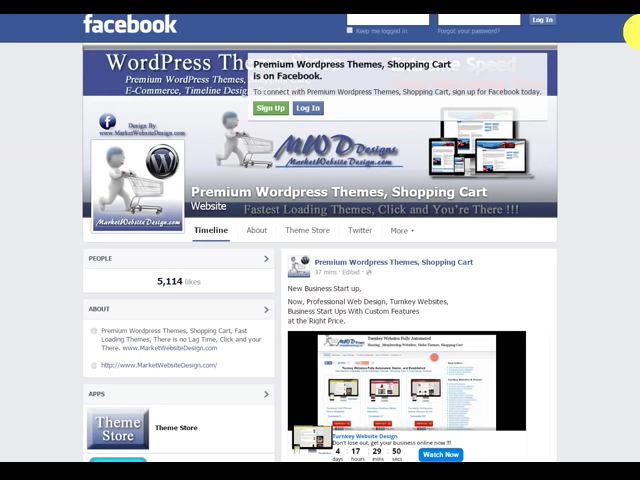 facebook
Keep me logged in
Forgot your password?
Log In
WordPress The
Premium WordPress Themes,
E-Commerce, Timeline Desig
Speed
Premium Wordpress Themes, Shopping Cart
is on Facebook.
To connect with Premium Wordpress Themes, Shopping Cart, sign up for Facebook today.
Sign Up
Log In
Design By
www.MarketWebsiteDesign.com
MWD Designs
MarketWebsiteDesign.com
MarketWebsiteDesign.com
Premium Wordpress Themes, Shopping Cart
Website
Fastest Loading Themes, Click and You're There !!!
Timeline
About
Theme Store
Twitter
More
PEOPLE
5,114 likes
ABOUT
Premium Wordpress Themes, Shopping Cart, Fast
Loading Themes, There is no Lag Time, Click and your
There. www.MarketWebsiteDesign.com
http://www.MarketWebsiteDesign.com/
APPS
Theme
Store
Theme Store
Premium Wordpress Themes, Shopping Cart
37 mins · Edited ·
New Business Start up,
Now, Professional Web Design, Turnkey Websites,
Business Start Ups With Custom Features
at the Right Price.
Turnkey Websites Fully Automated
Turnkey Website Design
Don't lose out, get your business online now !!!
4 17 29 50
days hours mins secs
Watch Now